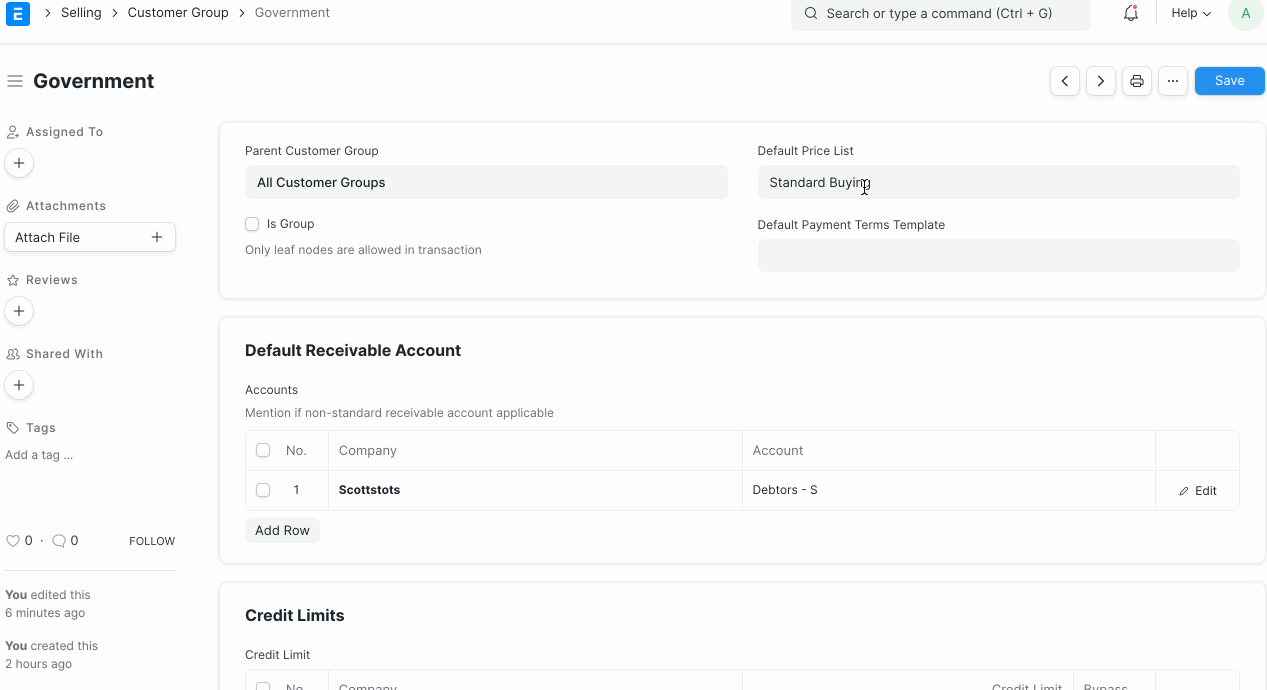 E
Selling
Customer Group
Government
Search or type a command (Ctrl + G)
Help
A
Government
Save
Assigned To
Attachments
Attach File
Reviews
Shared With
Tags
Add a tag ...
0 · 0 FOLLOW
You edited this
6 minutes ago
You created this
2 hours ago
Parent Customer Group
All Customer Groups
Is Group
Only leaf nodes are allowed in transaction
Default Price List
Standard Buying
Default Payment Terms Template
Default Receivable Account
Accounts
Mention if non-standard receivable account applicable
No. Company Account
1 Scottstots Debtors - S Edit
Add Row
Credit Limits
Credit Limit
No. Company Credit Limit Bypass